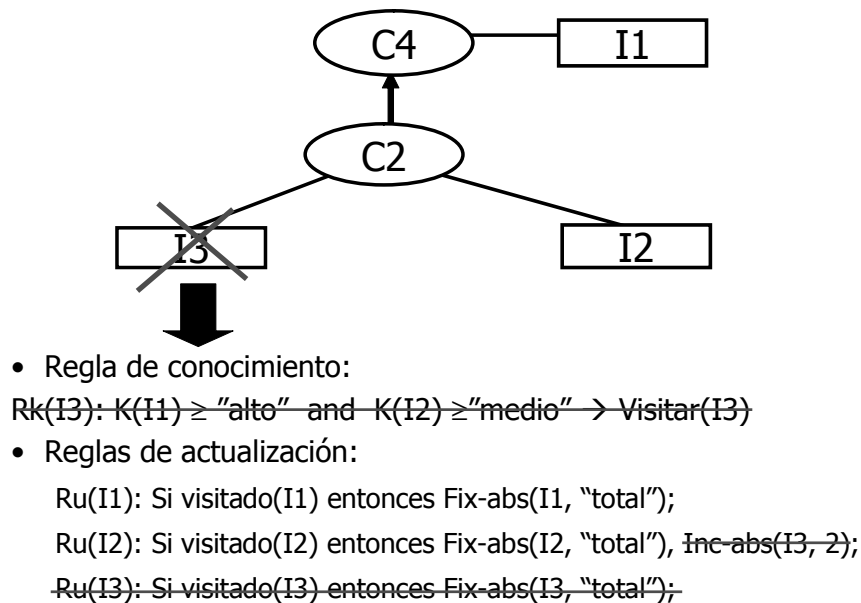 C4
I1
C2
I3
I2
• Regla de conocimiento:
Rk(I3): K(I1) ≥ ”alto” and K(I2) ≥”medio” → Visitar(I3)
• Reglas de actualización:
Ru(I1): Si visitado(I1) entonces Fix-abs(I1, “total”);
Ru(I2): Si visitado(I2) entonces Fix-abs(I2, “total”), Inc-abs(I3, 2);
Ru(I3): Si visitado(I3) entonces Fix-abs(I3, “total”);